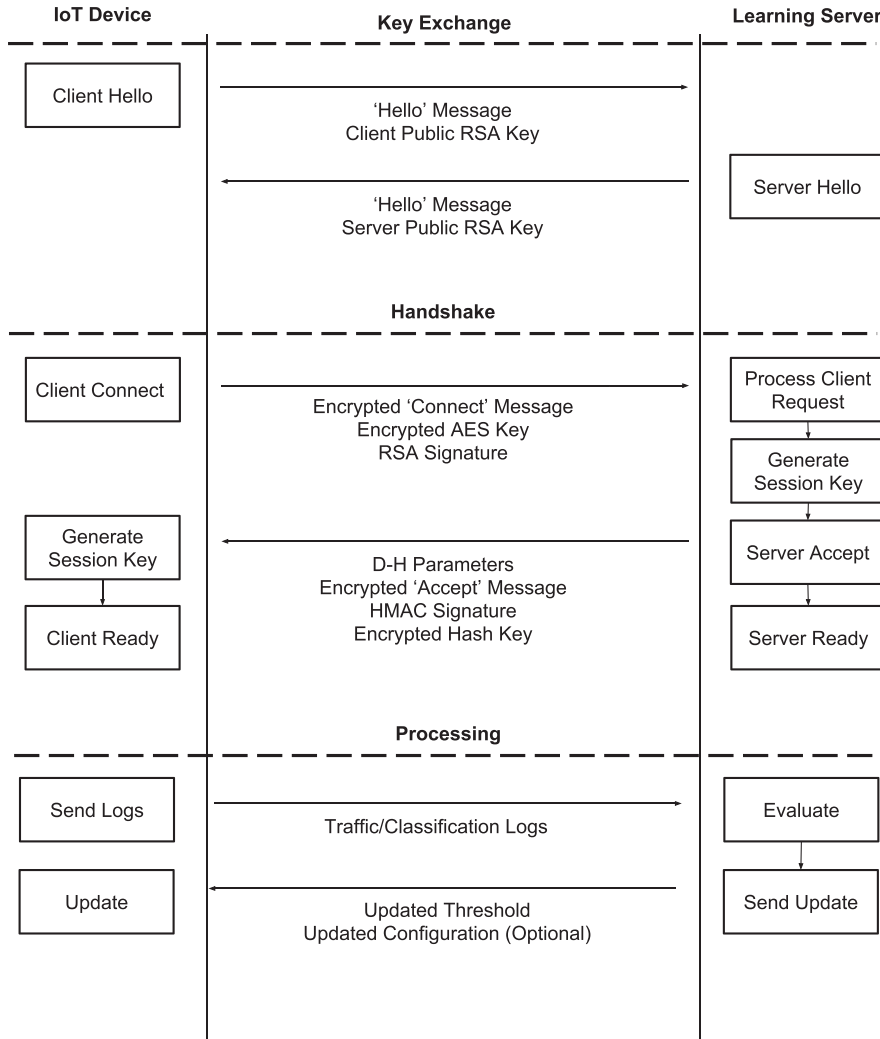 IoT Device
Key Exchange
Learning Server
Client Hello
‘Hello’ Message
Client Public RSA Key
Server Hello
‘Hello’ Message
Server Public RSA Key
Handshake
Client Connect
Encrypted ‘Connect’ Message
Encrypted AES Key
RSA Signature
Process Client
Request
Generate
Session Key
Generate
Session Key
D-H Parameters
Encrypted ‘Accept’ Message
HMAC Signature
Encrypted Hash Key
Server Accept
Client Ready
Server Ready
Processing
Send Logs
Traffic/Classification Logs
Evaluate
Update
Updated Threshold
Updated Configuration (Optional)
Send Update